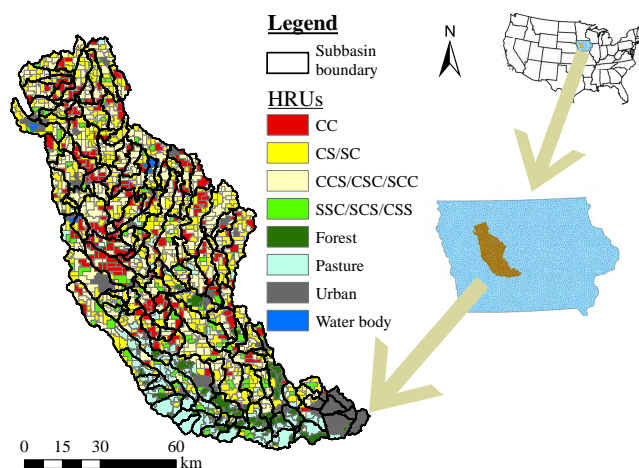 Legend
Subbasin
boundary
HRUs
CC
CS/SC
CCS/CSC/SCC
SSC/SCS/CSS
Forest
Pasture
Urban
Water body
N
0 15 30 60
km